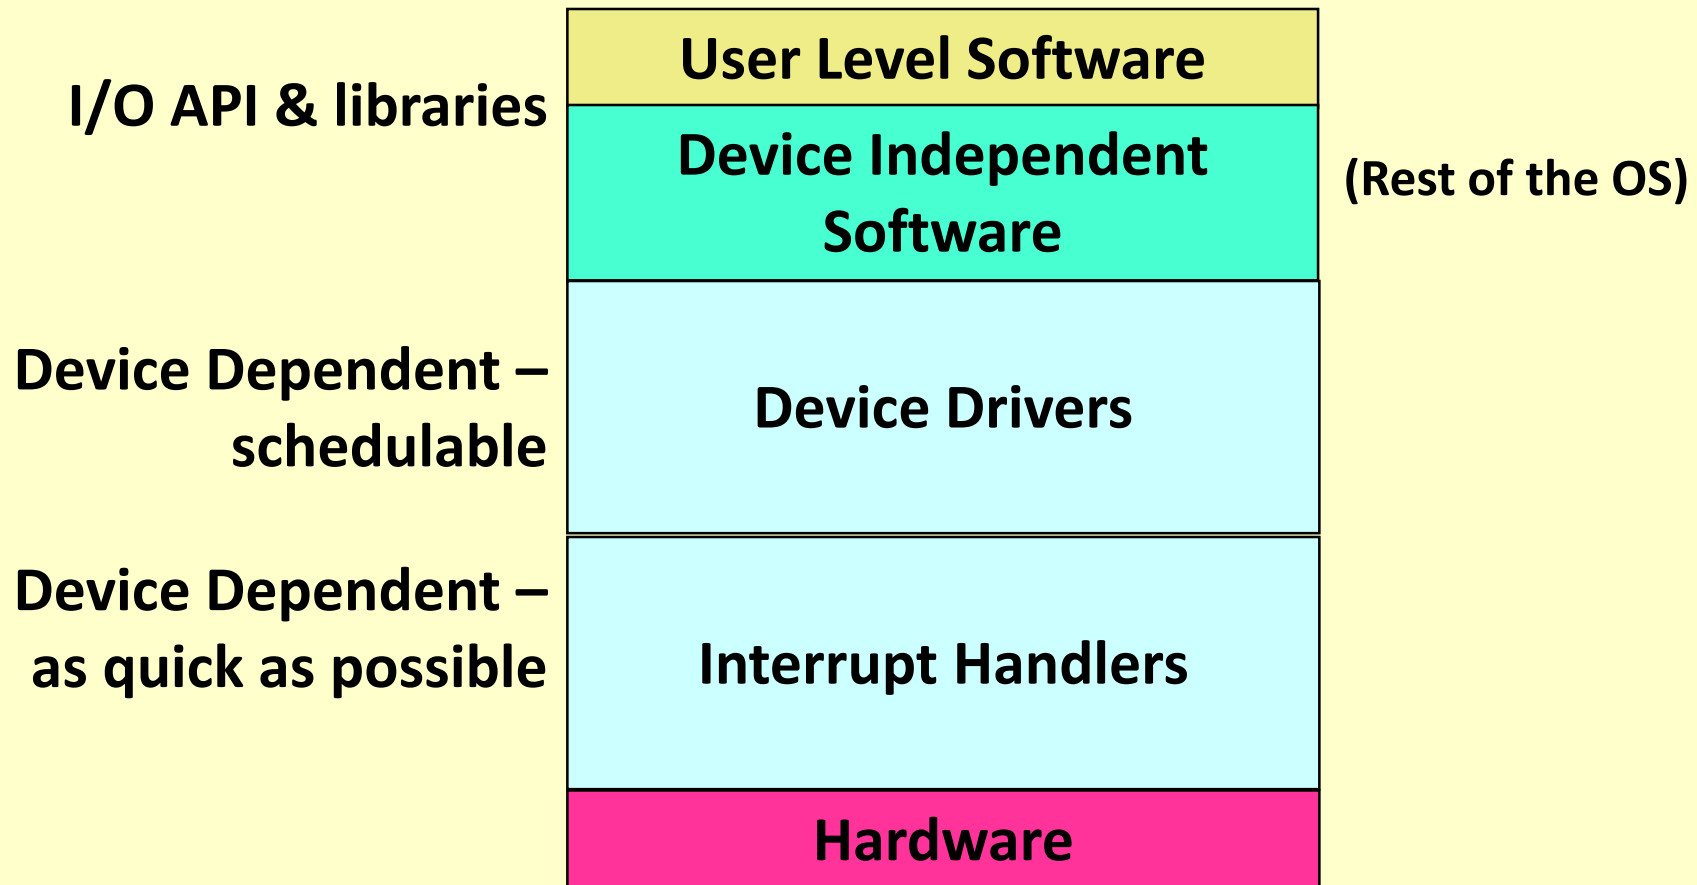 User Level Software
I/O API & libraries
Device Independent
Software
(Rest of the OS)
Device Dependent –
schedulable
Device Drivers
Device Dependent –
as quick as possible
Interrupt Handlers
Hardware